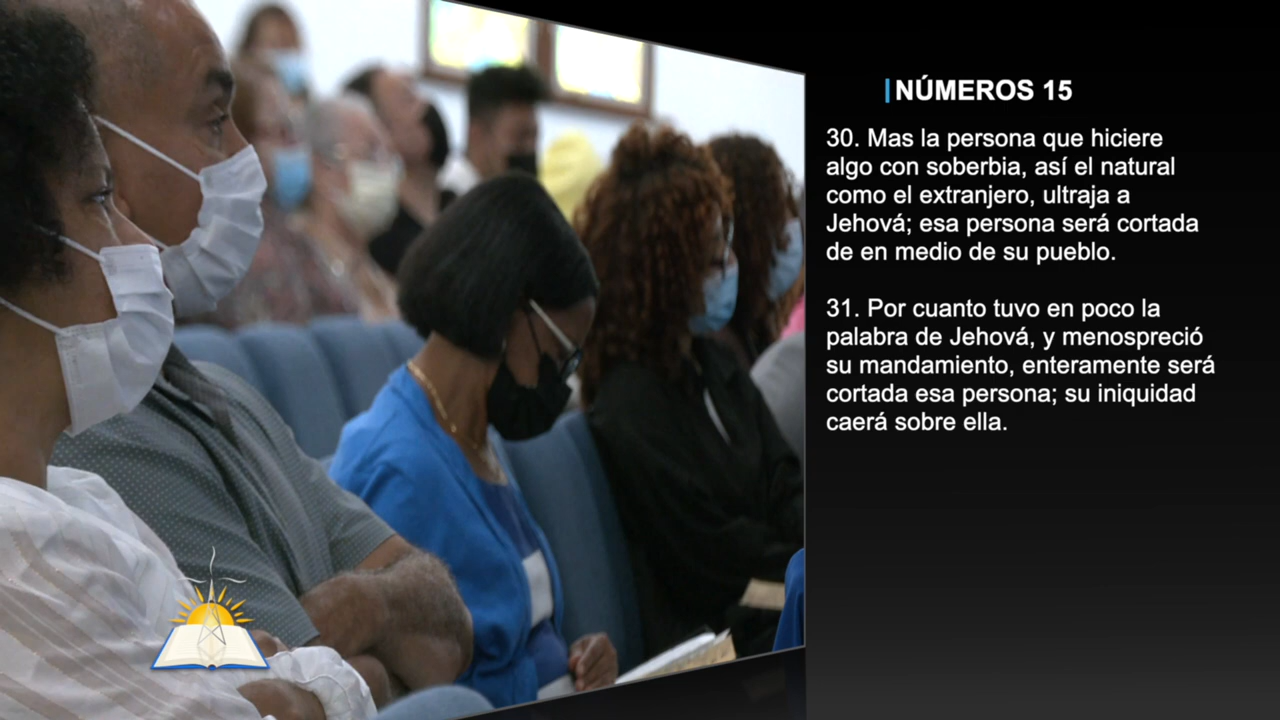 NÚMEROS 15
30. Mas la persona que hiciere
algo con soberbia, así el natural
como el extranjero, ultraja a
Jehová; esa persona será cortada
de en medio de su pueblo.
31. Por cuanto tuvo en poco la
palabra de Jehová, y menospreció
su mandamiento, enteramente será
cortada esa persona; su iniquidad
caerá sobre ella.